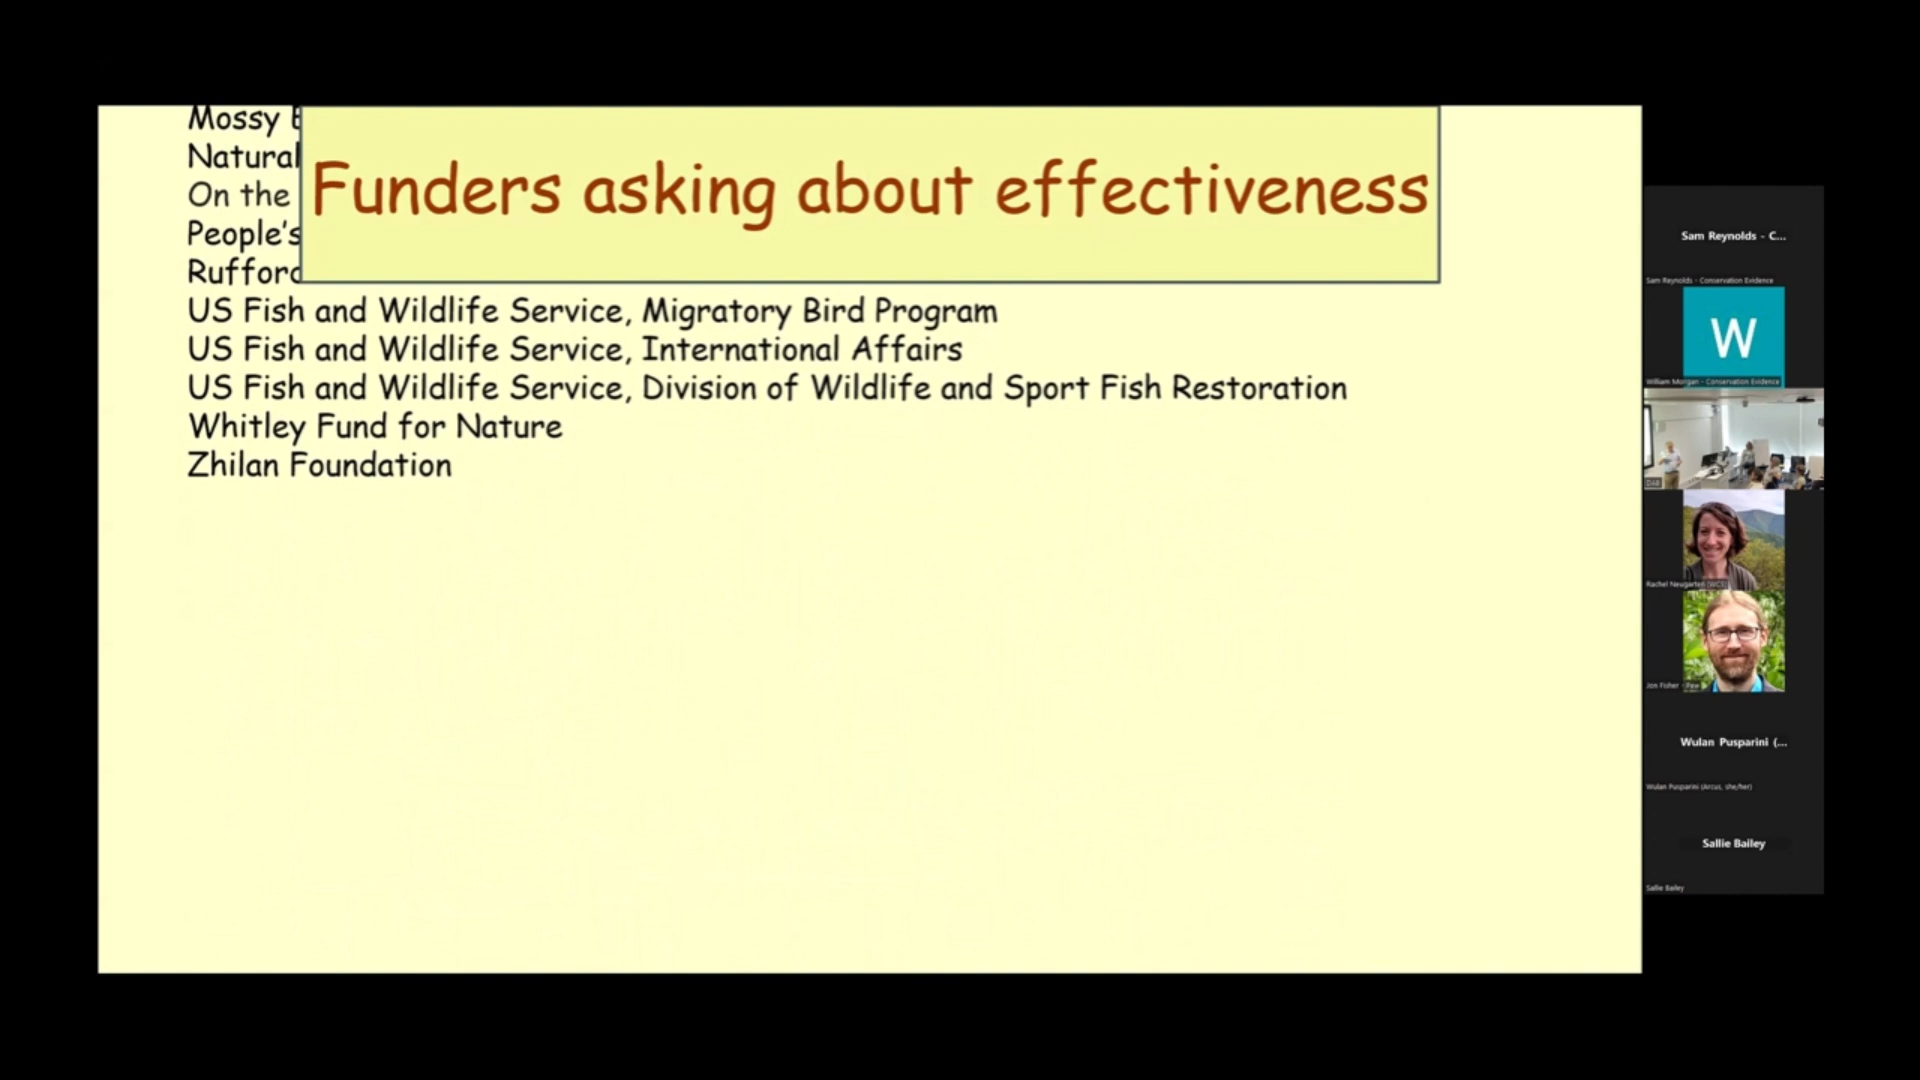 Mossy
Natural
On the
Funders asking about effectiveness
People's
US Fish and Wildlife Service, Migratory Bird Program
US Fish and Wildlife Service, International Affairs
US Fish and Wildlife Service, Division of Wildlife and Sport Fish Restoration
Whitley Fund for Nature
Zhilan Foundation
Sam Reynolds - C...
Sam Reynolds - Conservation Evidence
W
William Morgan - Conservation Evidence
DAB
Rachel Neugarten (WCS)
Jon Fisher - Pew
Wulan Pusparini (...
Wulan Pusparini (Arcus, she/her)
Sallie Bailey
Sallie Bailey